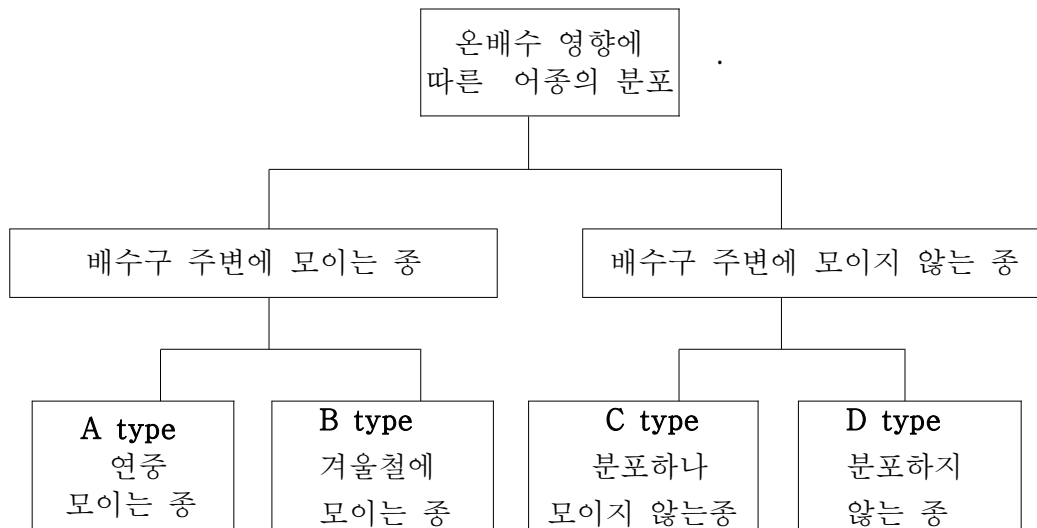 온배수 영향에
따른 어종의 분포
.
배수구 주변에 모이는 종
배수구 주변에 모이지 않는 종
A type
연중
모이는 종
B type
겨울철에
모이는 종
C type
분포하나
모이지 않는종
D type
분포하지
않는 종